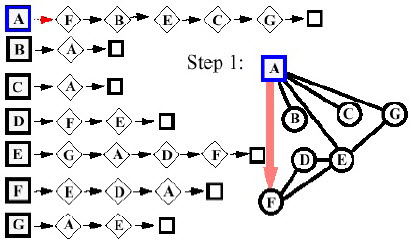 A F B E C G
B A
C A
D F E
E G A D F
F E D A
G A E
Step 1:
A
B
C
G
D
E
F